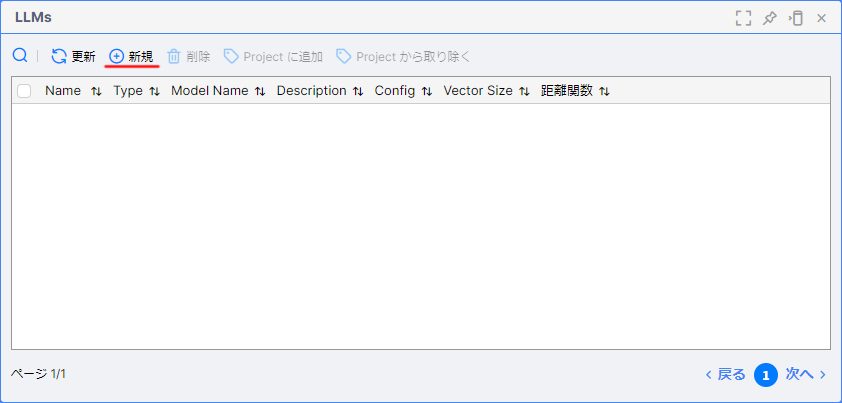 LLMs
更新 新規 削除 Project に追加 Project から取り除く
Name Type Model Name Description Config Vector Size 距離関数
ページ 1/1 戻る 1 次へ